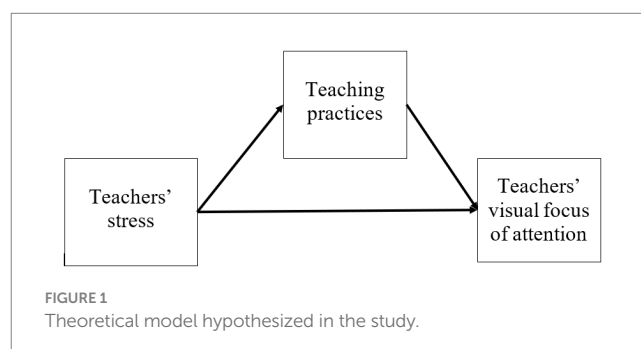 Teaching
practices
Teachers’
stress
Teachers’
visual focus
of attention
FIGURE 1
Theoretical model hypothesized in the study.